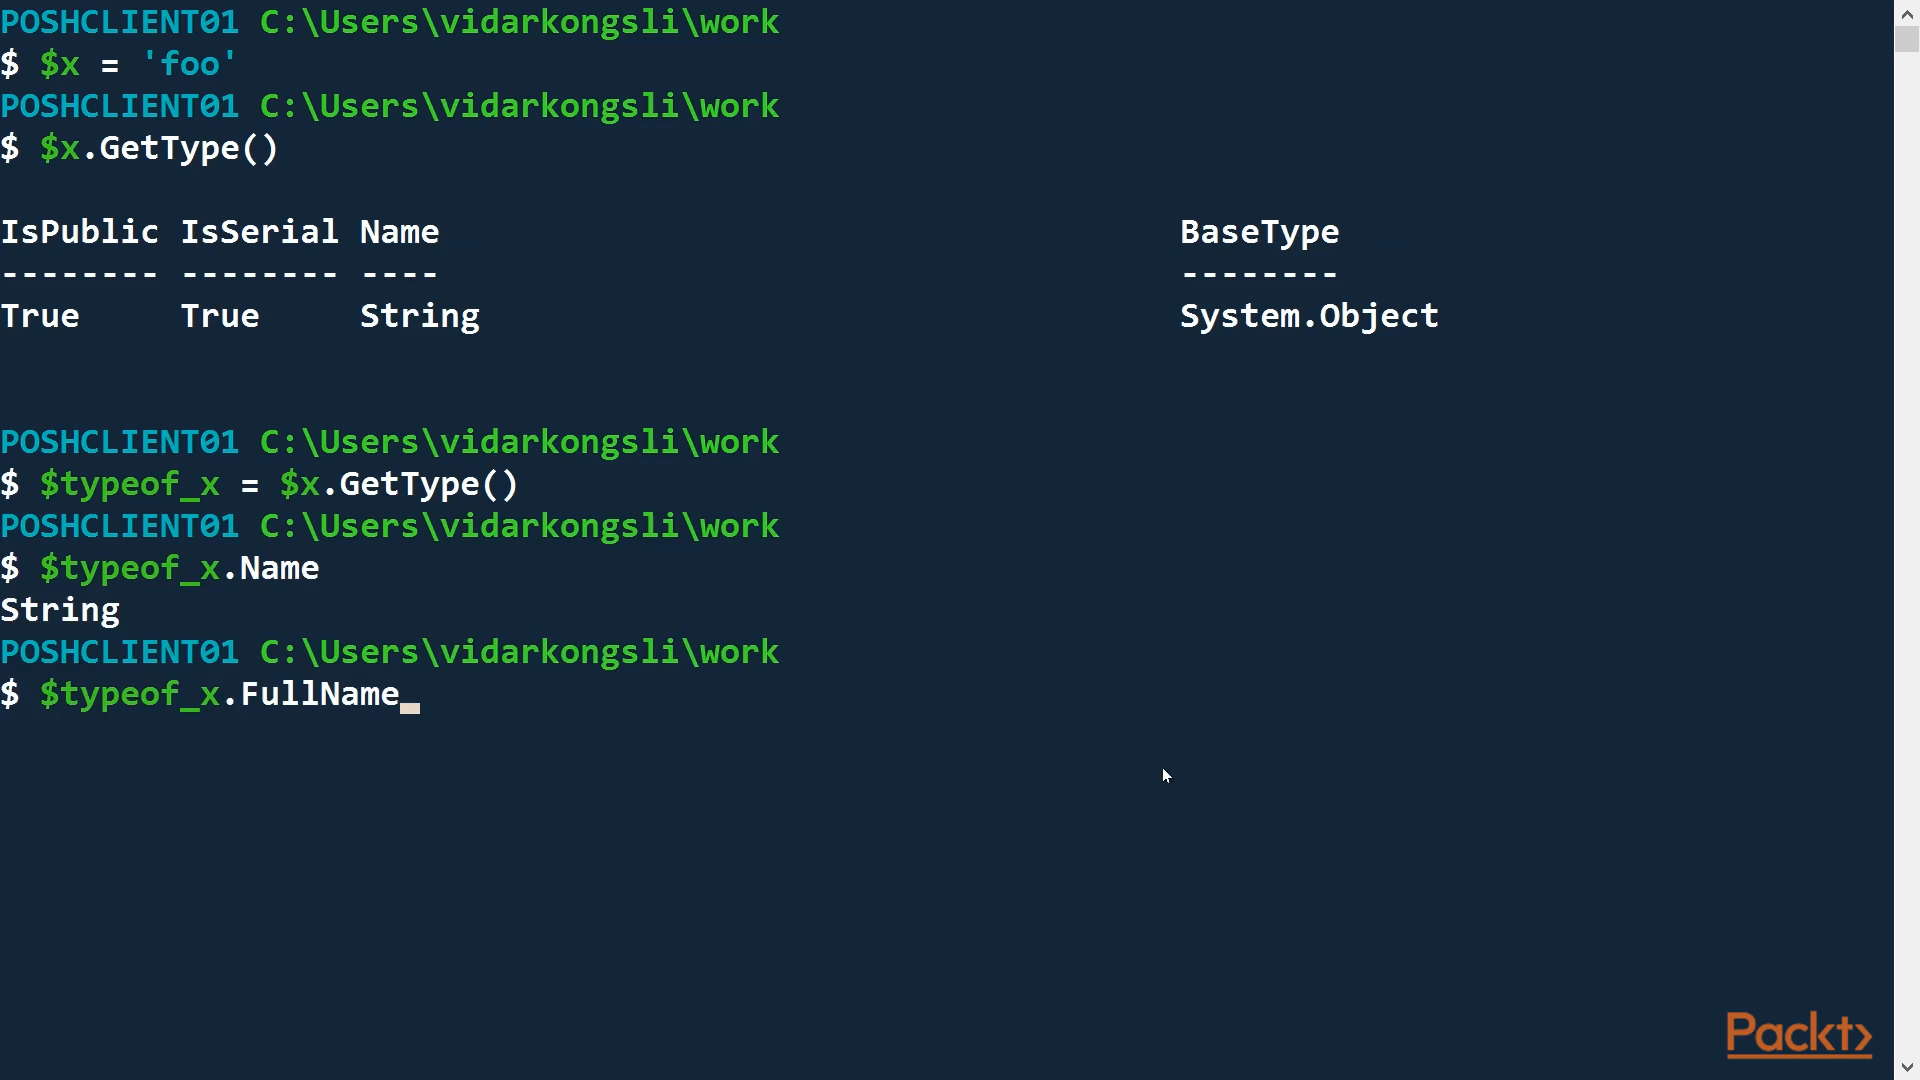 POSHCLIENT01 C:\Users\vidarkongsli\work
$ $x = 'foo'
POSHCLIENT01 C:\Users\vidarkongsli\work
$ $x.GetType()
IsPublic IsSerial Name BaseType
-------- -------- ---- --------
True True String System.Object
POSHCLIENT01 C:\Users\vidarkongsli\work
$ $typeof_x = $x.GetType()
POSHCLIENT01 C:\Users\vidarkongsli\work
$ $typeof_x.Name
String
POSHCLIENT01 C:\Users\vidarkongsli\work
$ $typeof_x.FullName_
Packt>